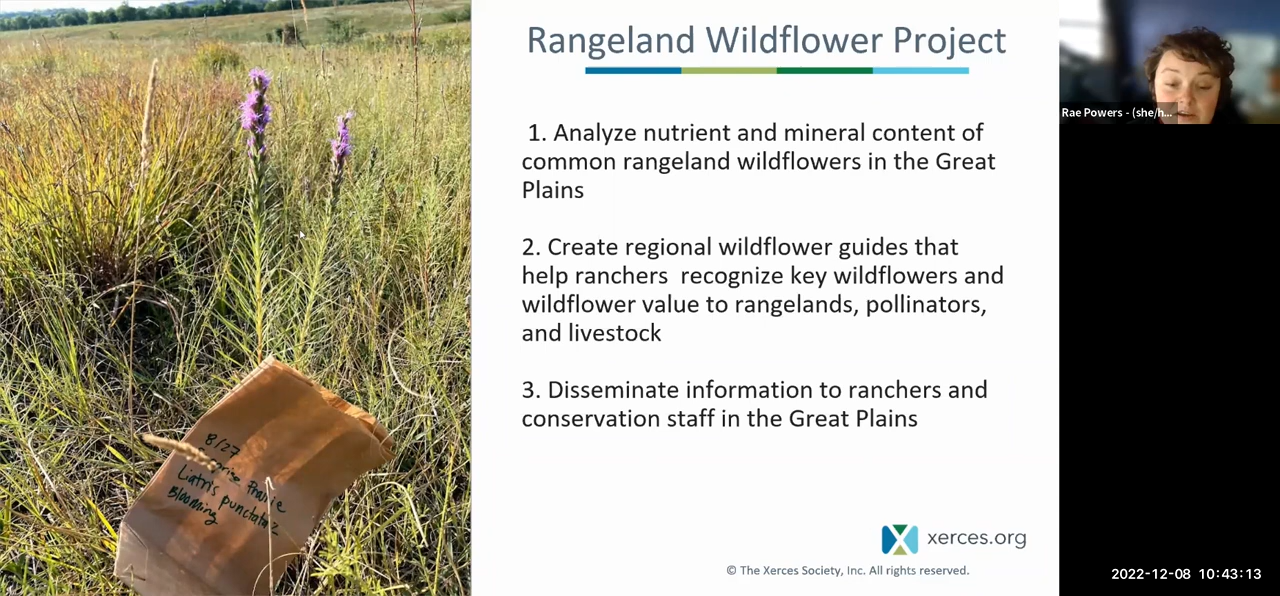 Rangeland Wildflower Project
1. Analyze nutrient and mineral content of
common rangeland wildflowers in the Great
Plains
2. Create regional wildflower guides that
help ranchers recognize key wildflowers and
wildflower value to rangelands, pollinators,
and livestock
3. Disseminate information to ranchers and
conservation staff in the Great Plains
xerces.org
© The Xerces Society, Inc. All rights reserved.
8/27
Prairie
Liatris punctata
Blooming
Rae Powers - (she/h...
2022-12-08 10:43:13